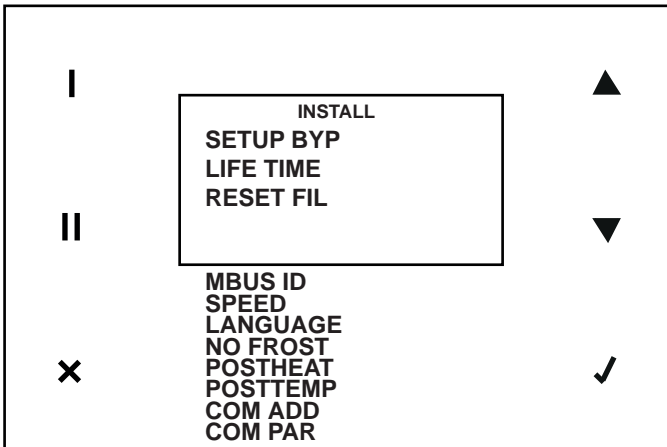 I
INSTALL
SETUP BYP
LIFE TIME
RESET FIL
II
MBUS ID
SPEED
LANGUAGE
NO FROST
POSTHEAT
POSTTEMP
COM ADD
COM PAR